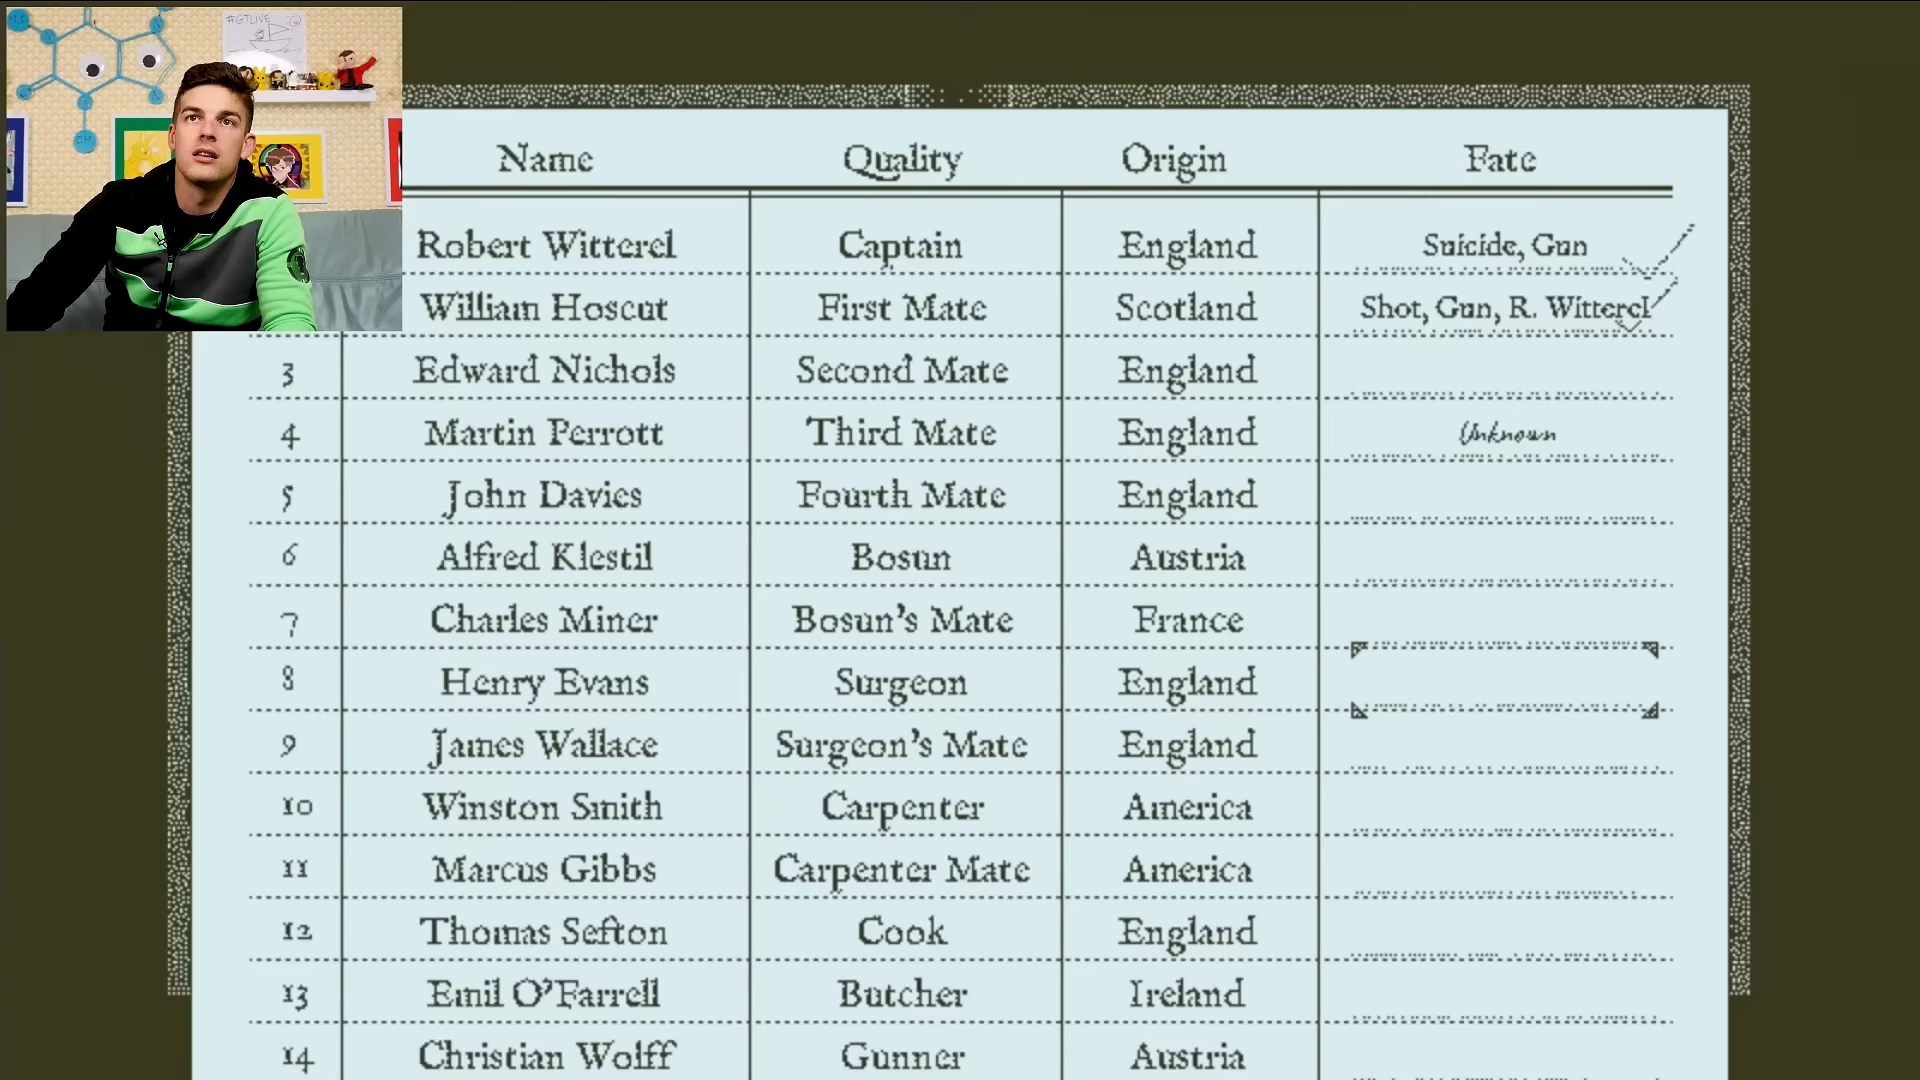 #GTLIVE
Name Quality Origin Fate
Robert Witterel Captain England Suicide, Gun
William Hoscut First Mate Scotland Shot, Gun, R. Witterel
3 Edward Nichols Second Mate England
4 Martin Perrott Third Mate England Unknown
5 John Davies Fourth Mate England
6 Alfred Klestil Bosun Austria
7 Charles Miner Bosun's Mate France
8 Henry Evans Surgeon England
9 James Wallace Surgeon's Mate England
10 Winston Smith Carpenter America
11 Marcus Gibbs Carpenter Mate America
12 Thomas Sefton Cook England
13 Emil O'Farrell Butcher Ireland
14 Christian Wolff Gunner Austria